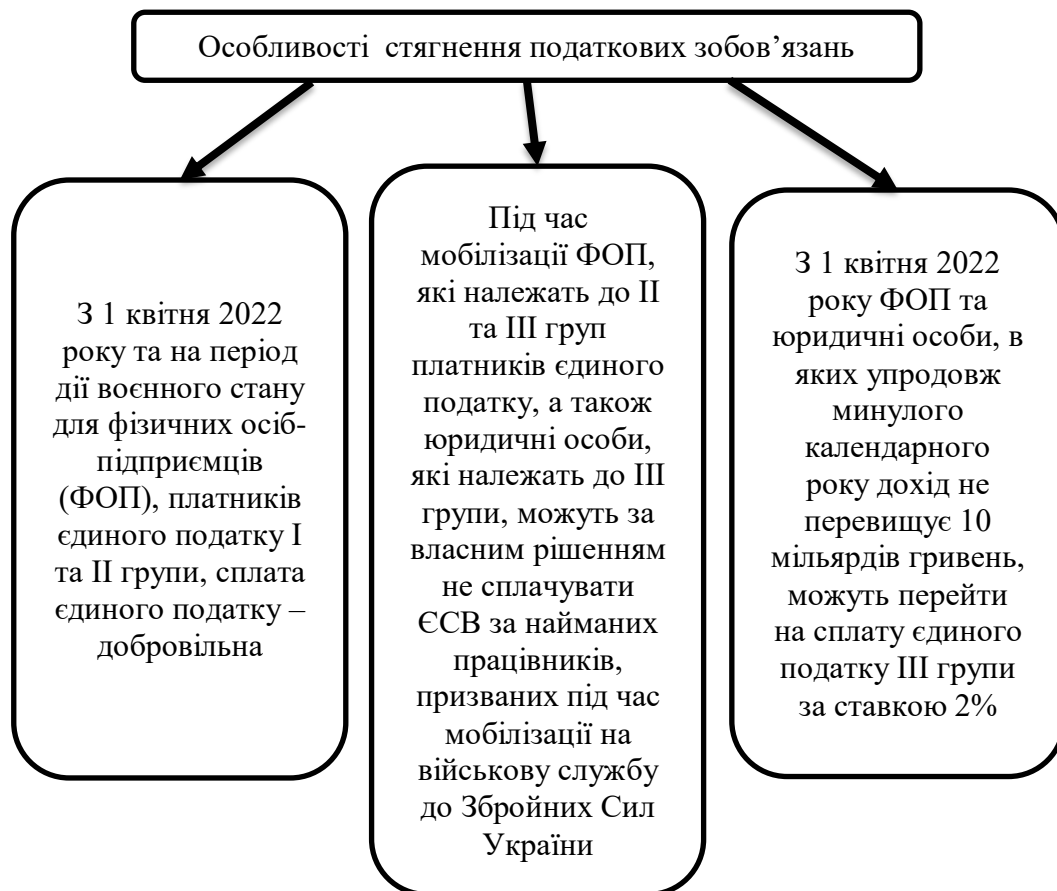 Особливості стягнення податкових зобов’язань
З 1 квітня 2022
року та на період
дії воєнного стану
для фізичних осіб-
підприємців
(ФОП), платників
єдиного податку І
та ІІ групи, сплата
єдиного податку –
добровільна
Під час
мобілізації ФОП,
які належать до ІІ
та ІІІ груп
платників єдиного
податку, а також
юридичні особи,
які належать до ІІІ
групи, можуть за
власним рішенням
не сплачувати
ЄСВ за найманих
працівників,
призваних під час
мобілізації на
військову службу
до Збройних Сил
України
З 1 квітня 2022
року ФОП та
юридичні особи, в
яких упродовж
минулого
календарного
року дохід не
перевищує 10
мільярдів гривень,
можуть перейти
на сплату єдиного
податку ІІІ групи
за ставкою 2%